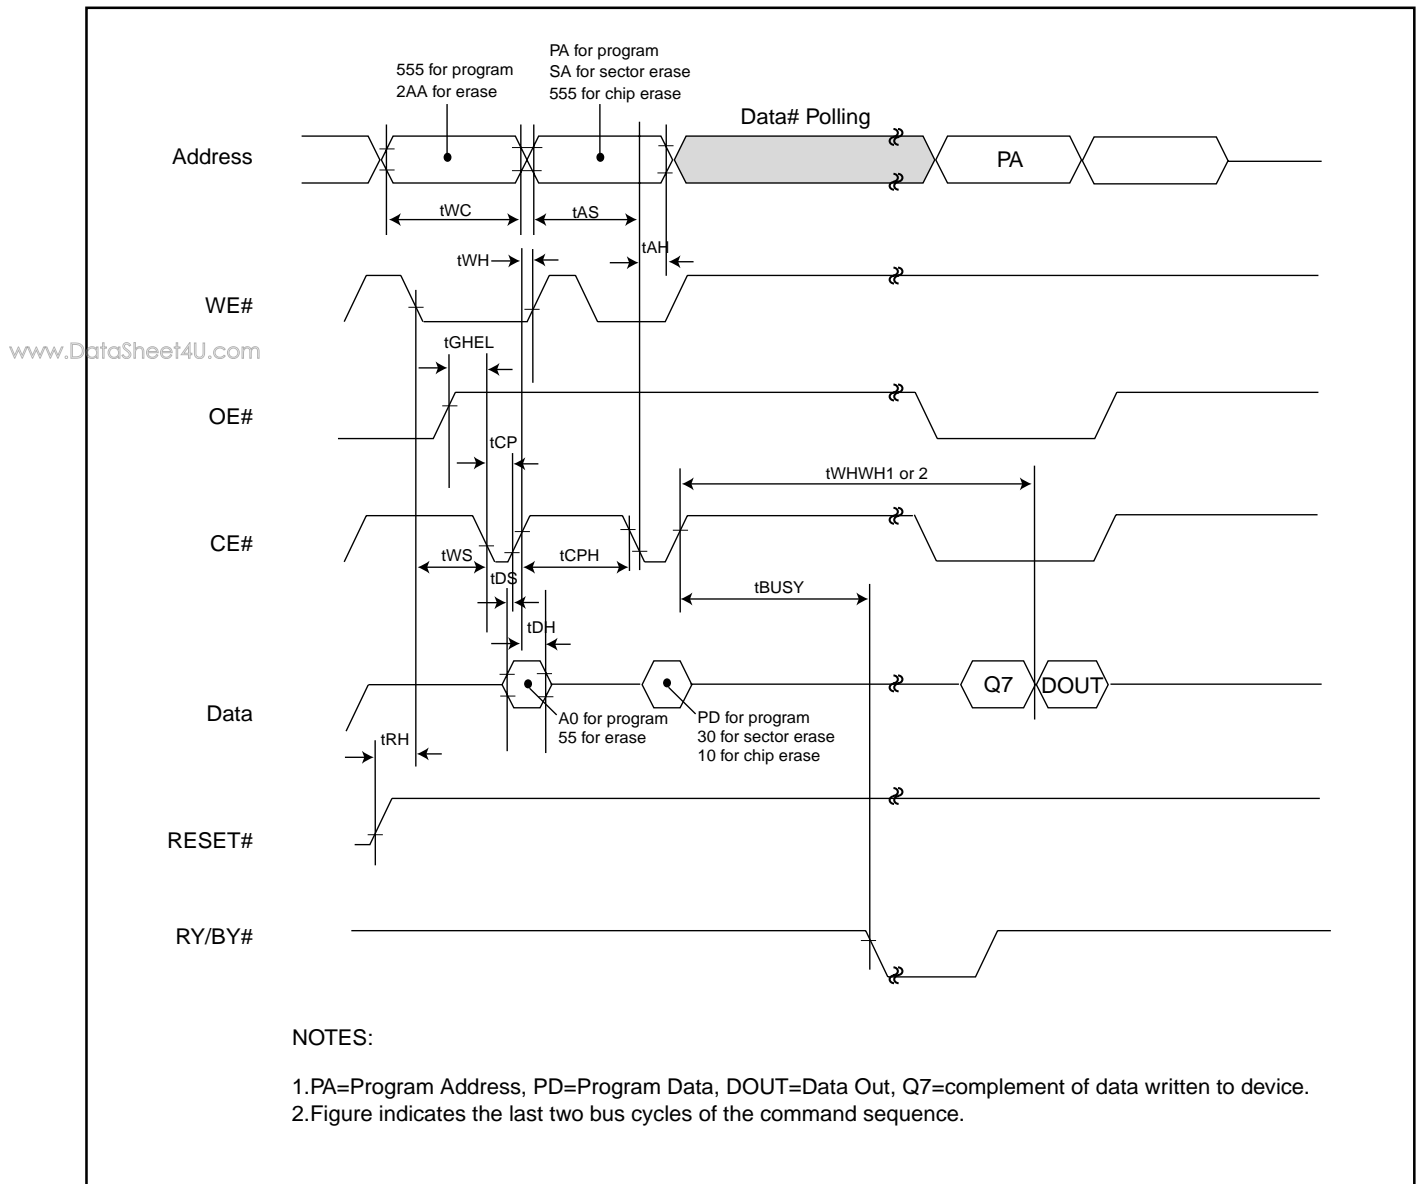 PA for program
555 for program
SA for sector erase
2AA for erase
555 for chip erase
Data# Polling
Address
PA
tWC
tAS
tAH
tWH
WE#
www.DataSheet4U.com
tGHEL
OE#
tCP
tWHWH1 or 2
CE#
tWS
tCPH
tDS
tBUSY
tDH
Q7
DOUT
Data
A0 for program
55 for erase
PD for program
30 for sector erase
10 for chip erase
tRH
RESET#
RY/BY#
NOTES:
1.PA=Program Address, PD=Program Data, DOUT=Data Out, Q7=complement of data written to device.
2.Figure indicates the last two bus cycles of the command sequence.